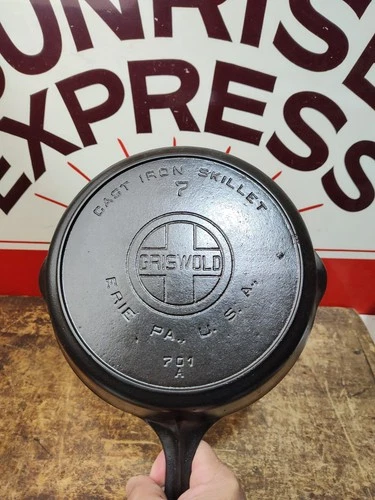 SUNRISE
EXPRESS
CAST IRON SKILLET
7
GRISWOLD
ERIE PA., U.S.A.,
701
A